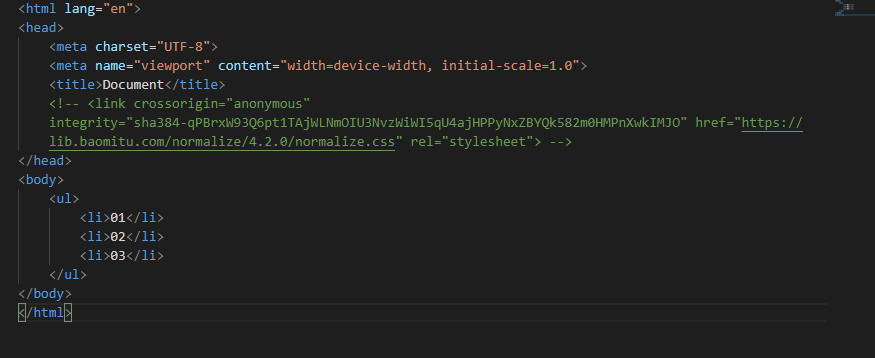 <html lang="en">
<head>
<meta charset="UTF-8">
<meta name="viewport" content="width=device-width, initial-scale=1.0">
<title>Document</title>
<!-- <link crossorigin="anonymous"
integrity="sha384-qPBrxW93Q6pt1TAjWLNmOIU3NvzWiWI5qU4ajHPPyNxZBYQk582m0HMPnXwkIMJO" href="https://
lib.baomitu.com/normalize/4.2.0/normalize.css" rel="stylesheet"> -->
</head>
<body>
<ul>
<li>01</li>
<li>02</li>
<li>03</li>
</ul>
</body>
</html>